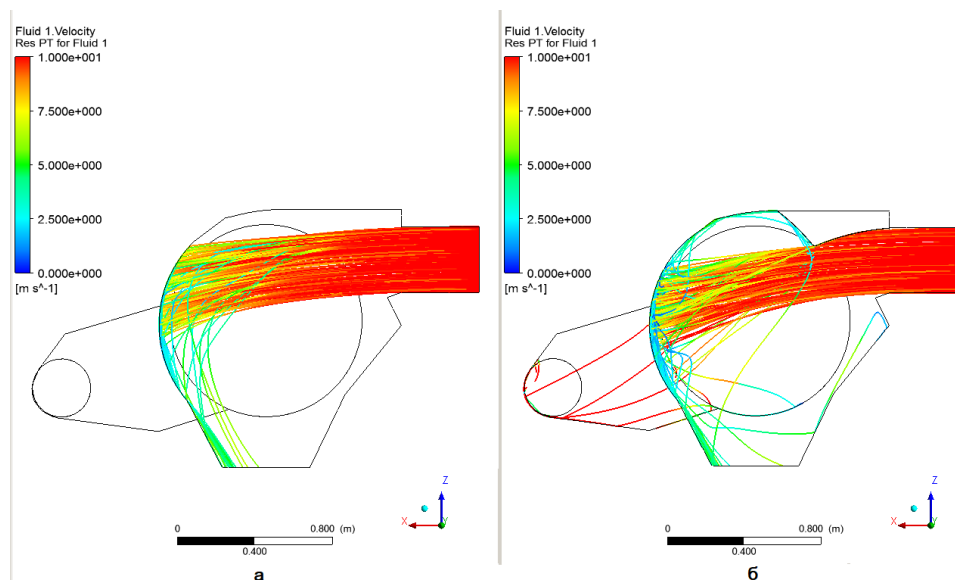 Fluid 1.Velocity
Res PT for Fluid 1
1.000e+001
7.500e+000
5.000e+000
2.500e+000
0.000e+000
[m s^-1]
Z
X
Y
0
0.800 (m)
0.400
а
Fluid 1.Velocity
Res PT for Fluid 1
1.000e+001
7.500e+000
5.000e+000
2.500e+000
0.000e+000
[m s^-1]
Z
X
Y
0
0.800 (m)
0.400
б